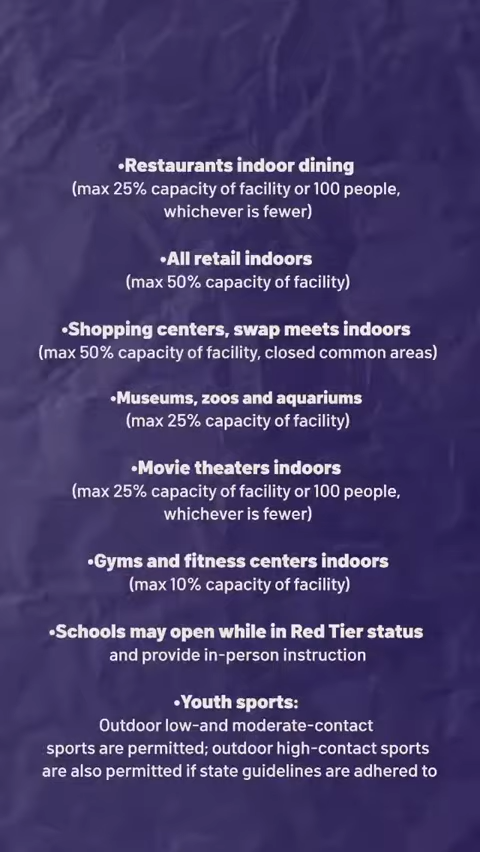 •Restaurants indoor dining
(max 25% capacity of facility or 100 people,
whichever is fewer)
•All retail indoors
(max 50% capacity of facility)
•Shopping centers, swap meets indoors
(max 50% capacity of facility, closed common areas)
•Museums, zoos and aquariums
(max 25% capacity of facility)
•Movie theaters indoors
(max 25% capacity of facility or 100 people,
whichever is fewer)
•Gyms and fitness centers indoors
(max 10% capacity of facility)
•Schools may open while in Red Tier status
and provide in-person instruction
•Youth sports:
Outdoor low-and moderate-contact
sports are permitted; outdoor high-contact sports
are also permitted if state guidelines are adhered to